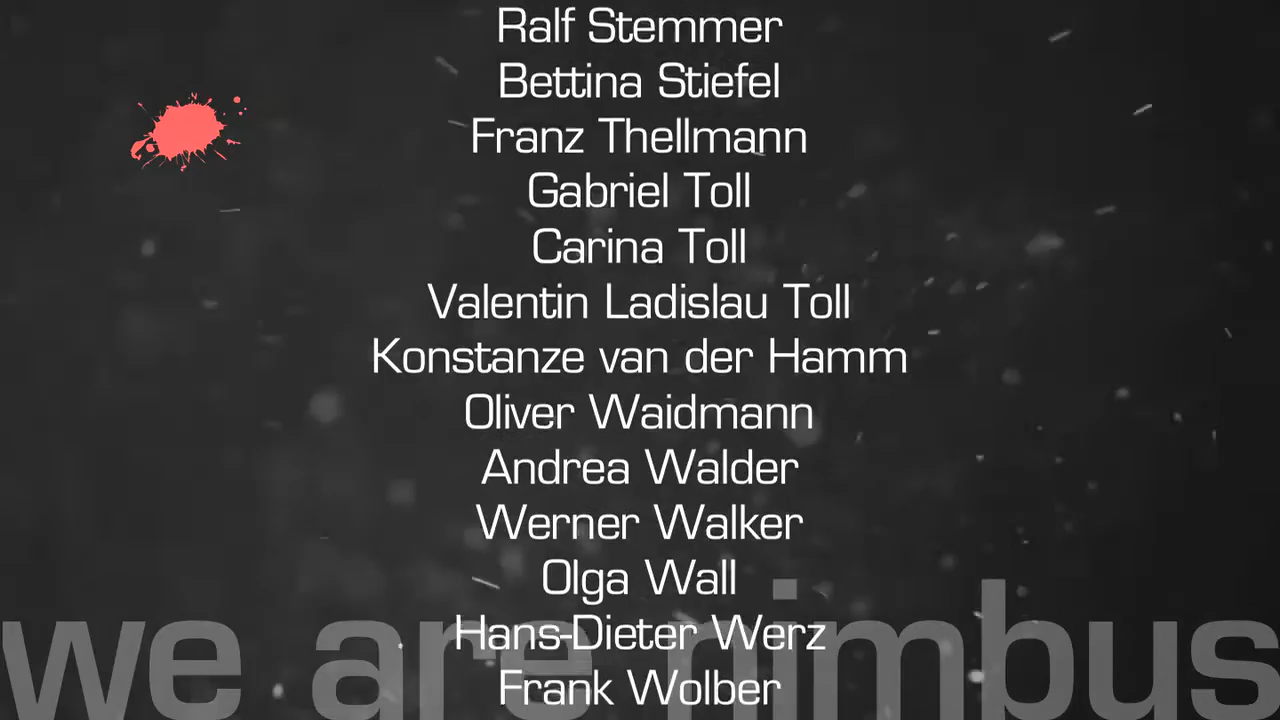 Ralf Stemmer
Bettina Stiefel
Franz Thellmann
Gabriel Toll
Carina Toll
Valentin Ladislau Toll
Konstanze van der Hamm
Oliver Waidmann
Andrea Walder
Werner Walker
Olga Wall
Hans-Dieter Werz
we are nimbus
Frank Wolber